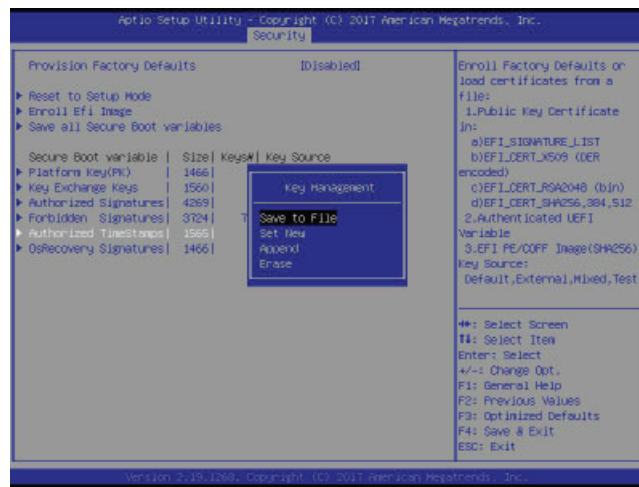 Aptio Setup Utility - Copyright (C) 2017 American Megatrends, Inc.
Security
Provision Factory Defaults [Disabled]
▶ Reset to Setup Mode
▶ Enroll Efi Image
▶ Save all Secure Boot variables
Secure Boot variable | Size| Keys#| Key Source
▶ Platform Key(PK) | 1466|
▶ Key Exchange Keys | 1560|
▶ Authorized Signatures| 4269|
▶ Forbidden Signatures| 3724| 7
▶ Authorized TimeStamps| 1565|
▶ OsRecovery Signatures| 1466|
Key Management
Save to File
Set New
Append
Erase
Enroll Factory Defaults or
load certificates from a
file:
1.Public Key Certificate
in:
a)EFI_SIGNATURE_LIST
b)EFI_CERT_X509 (DER
encoded)
c)EFI_CERT_RSA2048 (bin)
d)EFI_CERT_SHA256,384,512
2.Authenticated UEFI
Variable
3.EFI PE/COFF Image(SHA256)
Key Source:
Default,External,Mixed,Test
→←: Select Screen
↑↓: Select Item
Enter: Select
+/-: Change Opt.
F1: General Help
F2: Previous Values
F3: Optimized Defaults
F4: Save & Exit
ESC: Exit
Version 2.19.1268. Copyright (C) 2017 American Megatrends, Inc.